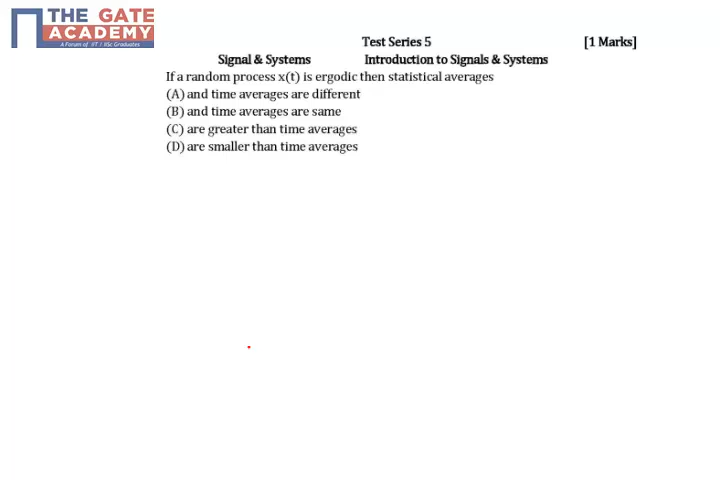 THE GATE
ACADEMY
A Forum of IIT / IISc Graduates
Test Series 5 [1 Marks]
Signal & Systems Introduction to Signals & Systems
If a random process x(t) is ergodic then statistical averages
(A) and time averages are different
(B) and time averages are same
(C) are greater than time averages
(D) are smaller than time averages